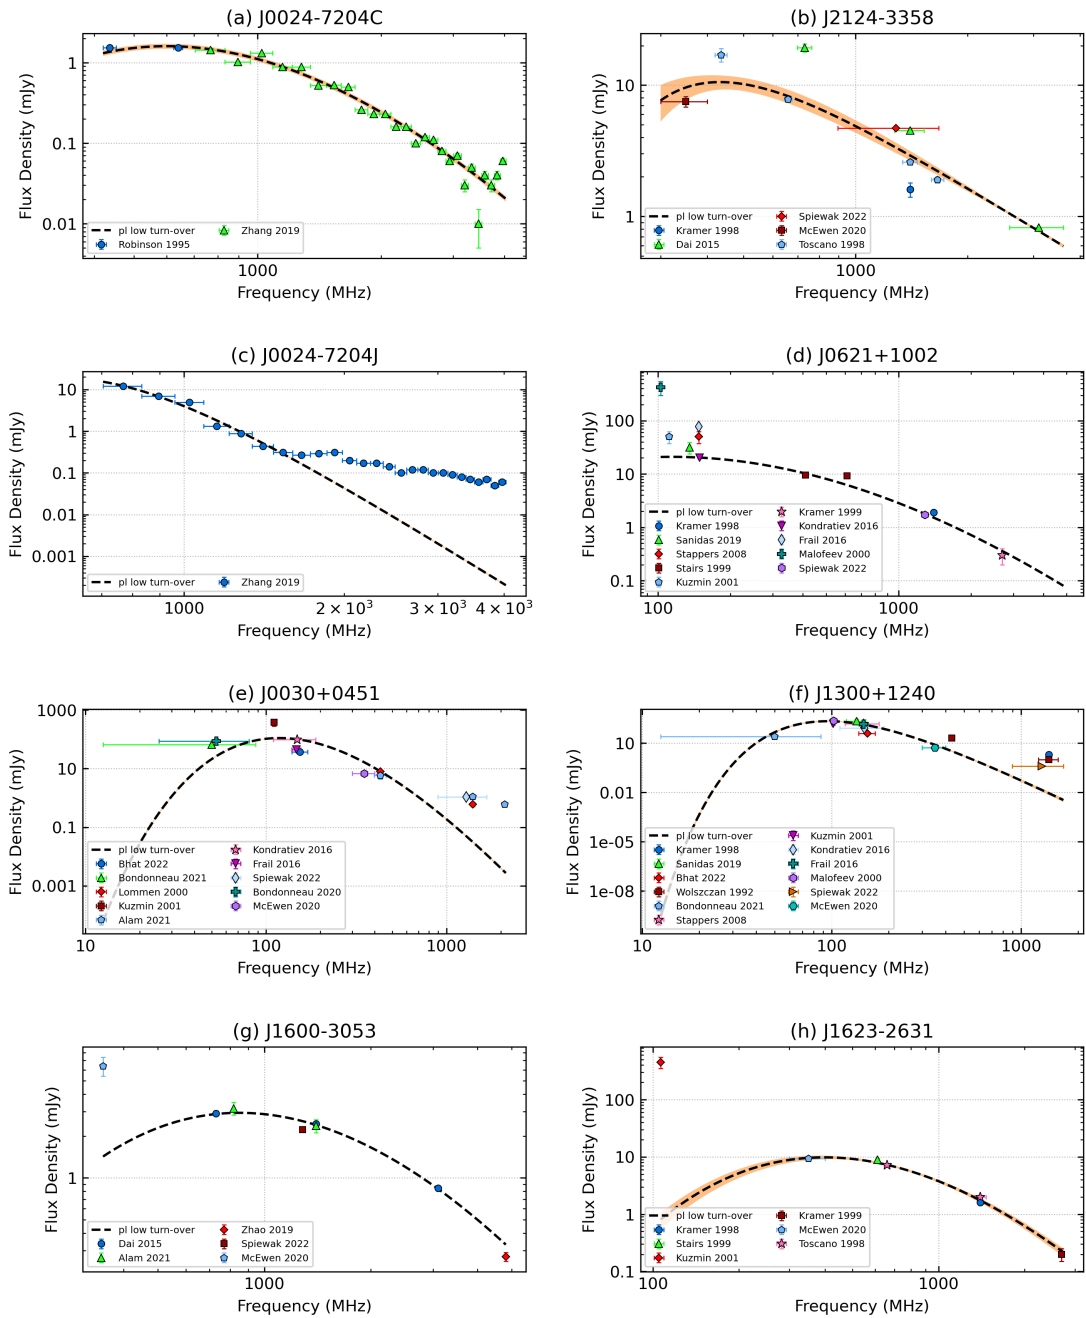 (a) J0024-7204C
Flux Density (mJy)
1
0.1
0.01
pl low turn-over
Robinson 1995
Zhang 2019
1000
Frequency (MHz)
(b) J2124-3358
Flux Density (mJy)
10
1
pl low turn-over
Kramer 1998
Dai 2015
Spiewak 2022
McEwen 2020
Toscano 1998
1000
Frequency (MHz)
(c) J0024-7204J
Flux Density (mJy)
10
1
0.1
0.01
0.001
pl low turn-over
Zhang 2019
1000
2 × 10³
3 × 10³
4 × 10³
Frequency (MHz)
(d) J0621+1002
Flux Density (mJy)
100
10
1
0.1
pl low turn-over
Kramer 1998
Sanidas 2019
Stappers 2008
Stairs 1999
Kuzmin 2001
Kramer 1999
Kondratiev 2016
Frail 2016
Malofeev 2000
Spiewak 2022
100
1000
Frequency (MHz)
(e) J0030+0451
Flux Density (mJy)
1000
10
0.1
0.001
pl low turn-over
Bhat 2022
Bondonneau 2021
Lommen 2000
Kuzmin 2001
Alam 2021
Kondratiev 2016
Frail 2016
Spiewak 2022
Bondonneau 2020
McEwen 2020
10
100
1000
Frequency (MHz)
(f) J1300+1240
Flux Density (mJy)
10
0.01
1e-05
1e-08
pl low turn-over
Kramer 1998
Sanidas 2019
Bhat 2022
Wolszczan 1992
Bondonneau 2021
Stappers 2008
Kuzmin 2001
Kondratiev 2016
Frail 2016
Malofeev 2000
Spiewak 2022
McEwen 2020
10
100
1000
Frequency (MHz)
(g) J1600-3053
Flux Density (mJy)
1
pl low turn-over
Dai 2015
Alam 2021
Zhao 2019
Spiewak 2022
McEwen 2020
1000
Frequency (MHz)
(h) J1623-2631
Flux Density (mJy)
100
10
1
0.1
pl low turn-over
Kramer 1998
Stairs 1999
Kuzmin 2001
Kramer 1999
McEwen 2020
Toscano 1998
100
1000
Frequency (MHz)